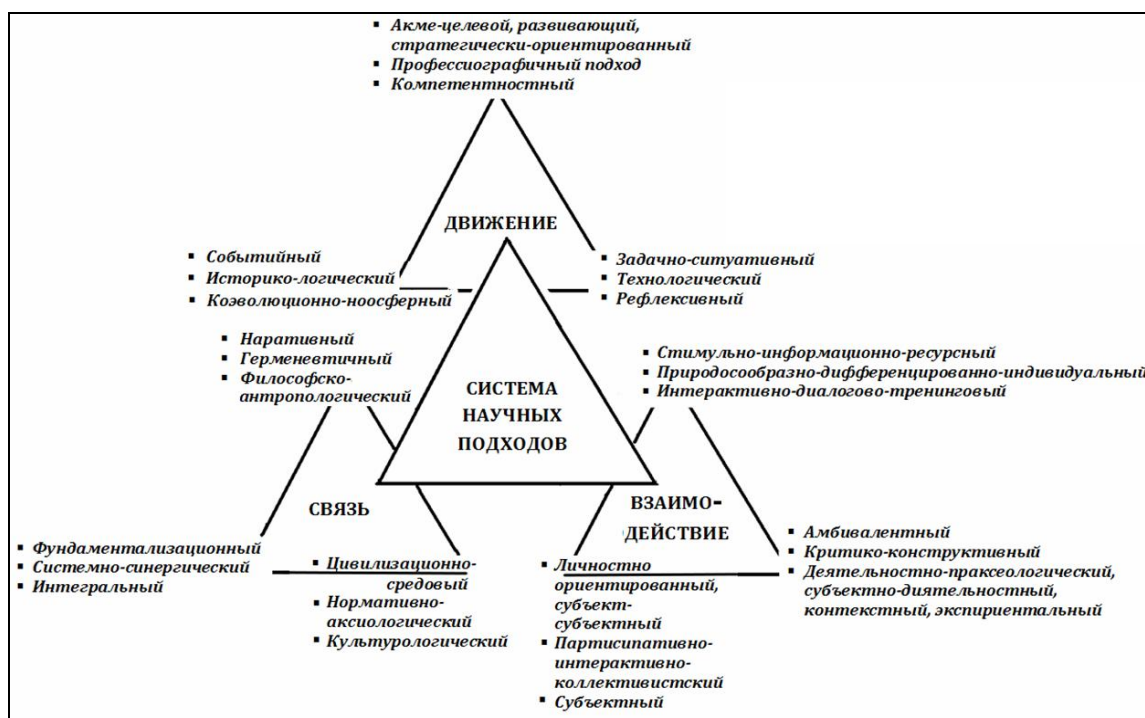 ▪ Акме-целевой, развивающий,
стратегически-ориентированный
▪ Профессиографичный подход
▪ Компетентностный
ДВИЖЕНИЕ
▪ Событийный
▪ Историко-логический
▪ Коэволюционно-ноосферный
▪ Задачно-ситуативный
▪ Технологический
▪ Рефлексивный
▪ Наративный
▪ Герменевтичный
▪ Философско-
антропологический
▪ Стимульно-информационно-ресурсный
▪ Природосообразно-дифференцированно-индивидуальный
▪ Интерактивно-диалогово-тренинговый
СИСТЕМА
НАУЧНЫХ
ПОДХОДОВ
СВЯЗЬ
ВЗАИМО-
ДЕЙСТВИЕ
▪ Фундаментализационный
▪ Системно-синергический
▪ Интегральный
▪ Цивилизационно-
средовый
▪ Нормативно-
аксиологический
▪ Культурологический
▪ Личностно
ориентированный,
субъект-
субъектный
▪ Партисипативно-
интерактивно-
коллективистский
▪ Субъектный
▪ Амбивалентный
▪ Критико-конструктивный
▪ Деятельностно-праксеологический,
субъектно-диятельностный,
контекстный, экспириентальный